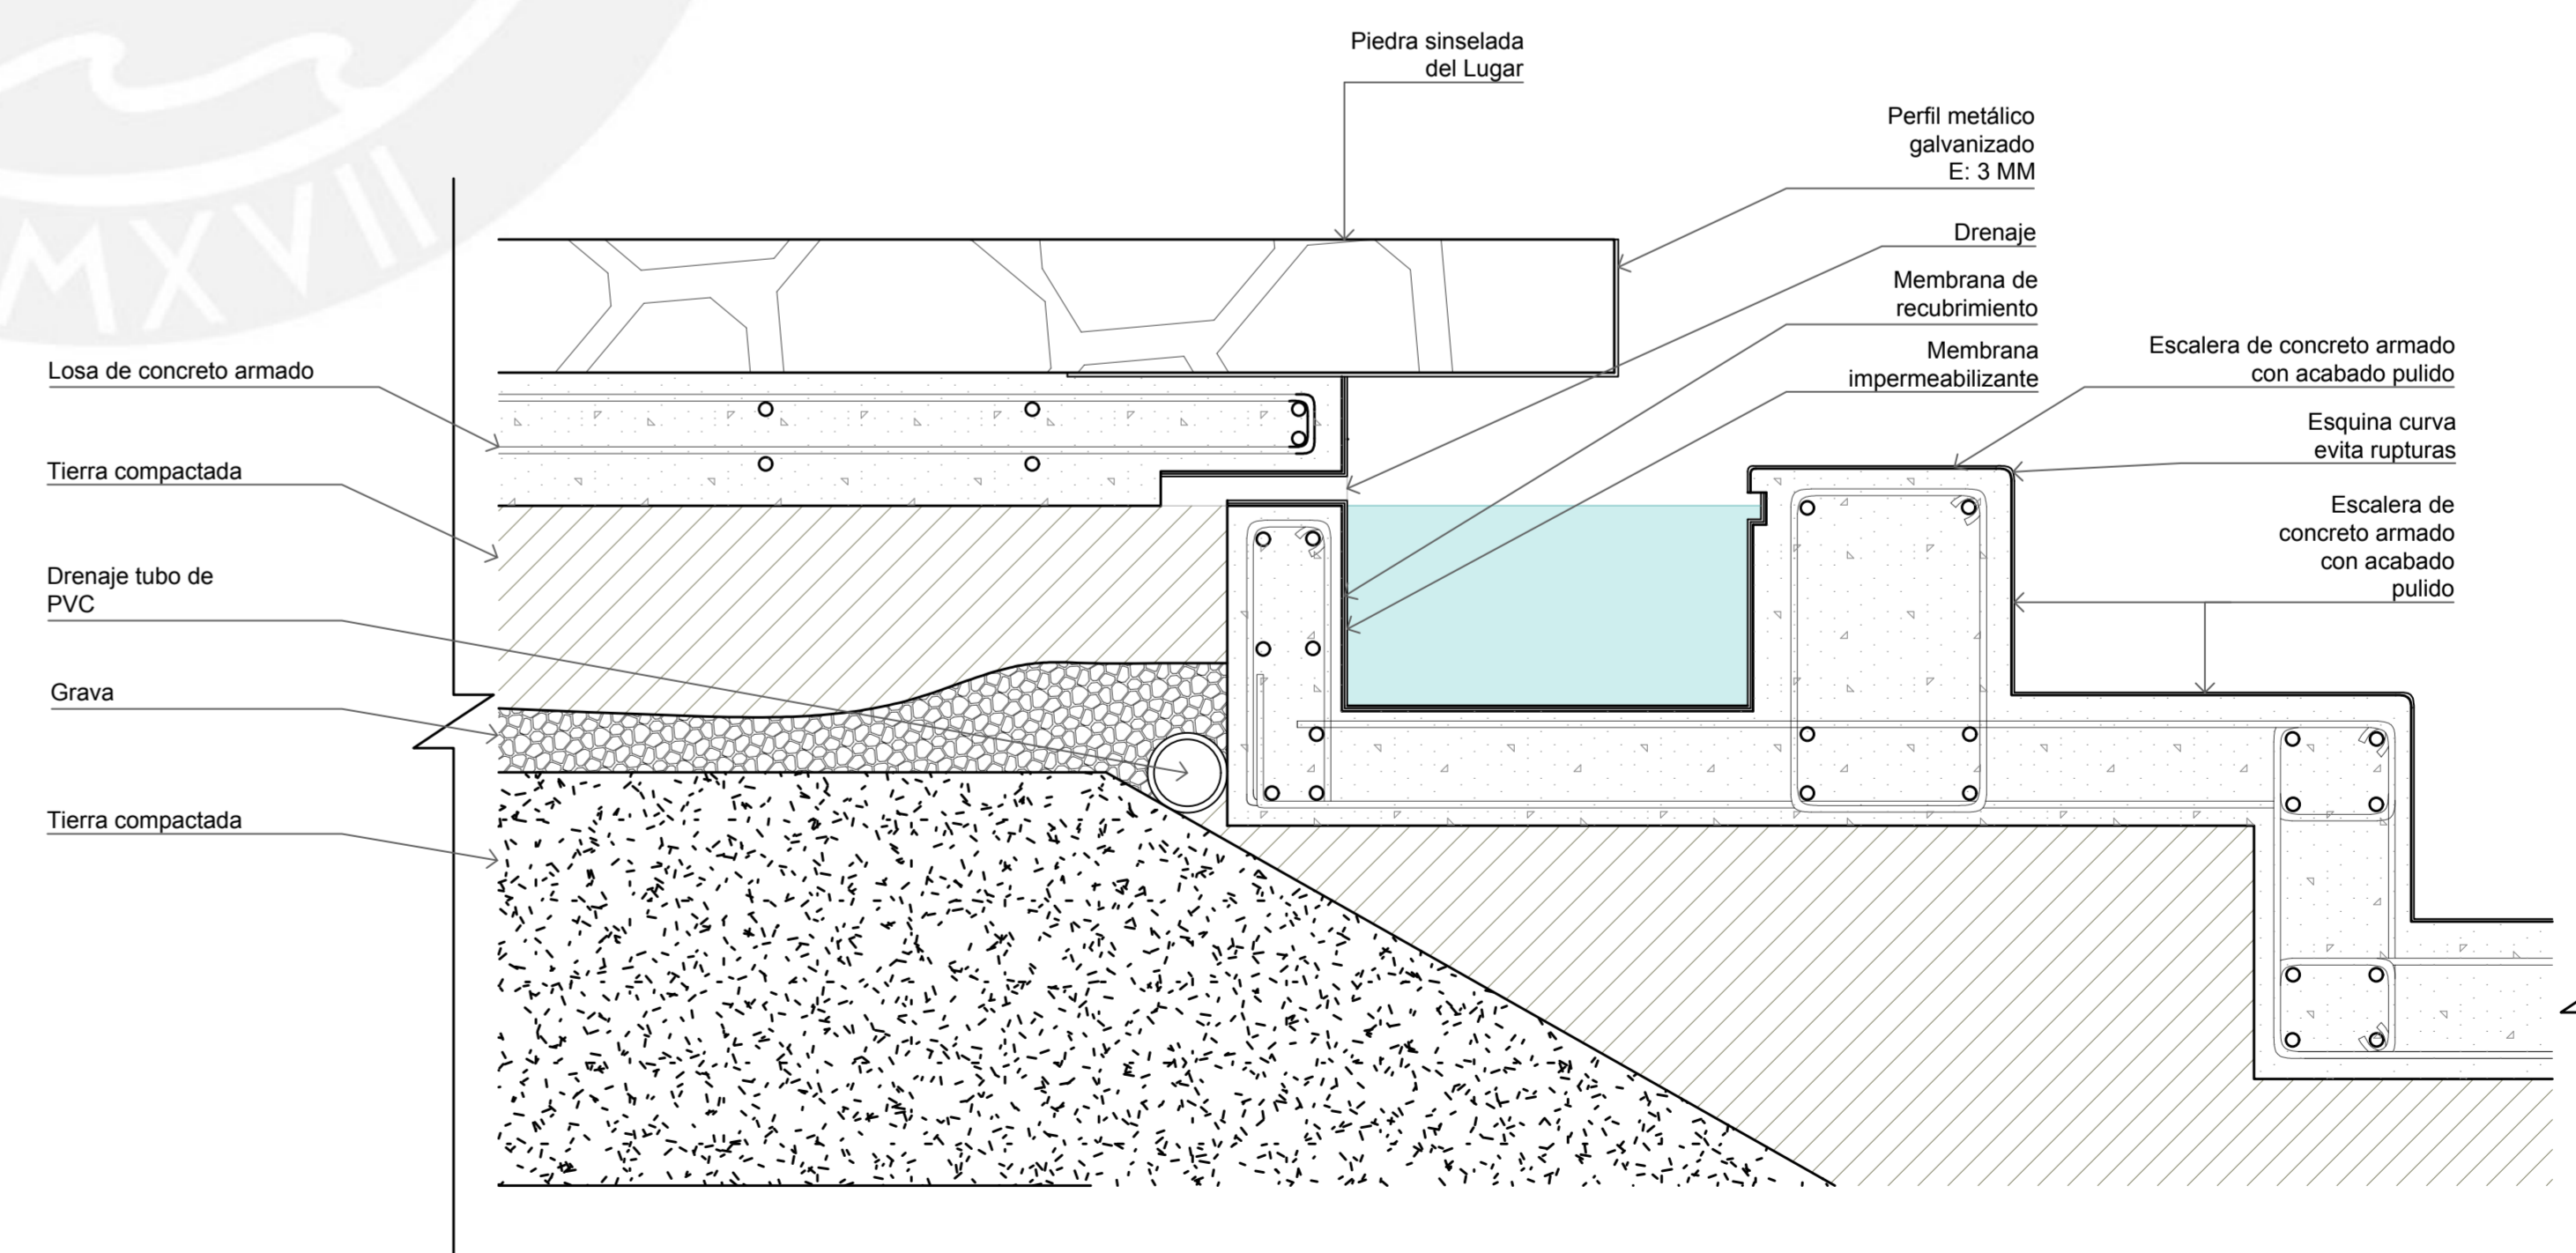 MXVII
Piedra sinselada
del Lugar
Perfil metálico
galvanizado
E: 3 MM
Drenaje
Membrana de
recubrimiento
Membrana
impermeabilizante
Escalera de concreto armado
con acabado pulido
Esquina curva
evita rupturas
Escalera de
concreto armado
con acabado
pulido
Losa de concreto armado
Tierra compactada
Drenaje tubo de
PVC
Grava
Tierra compactada